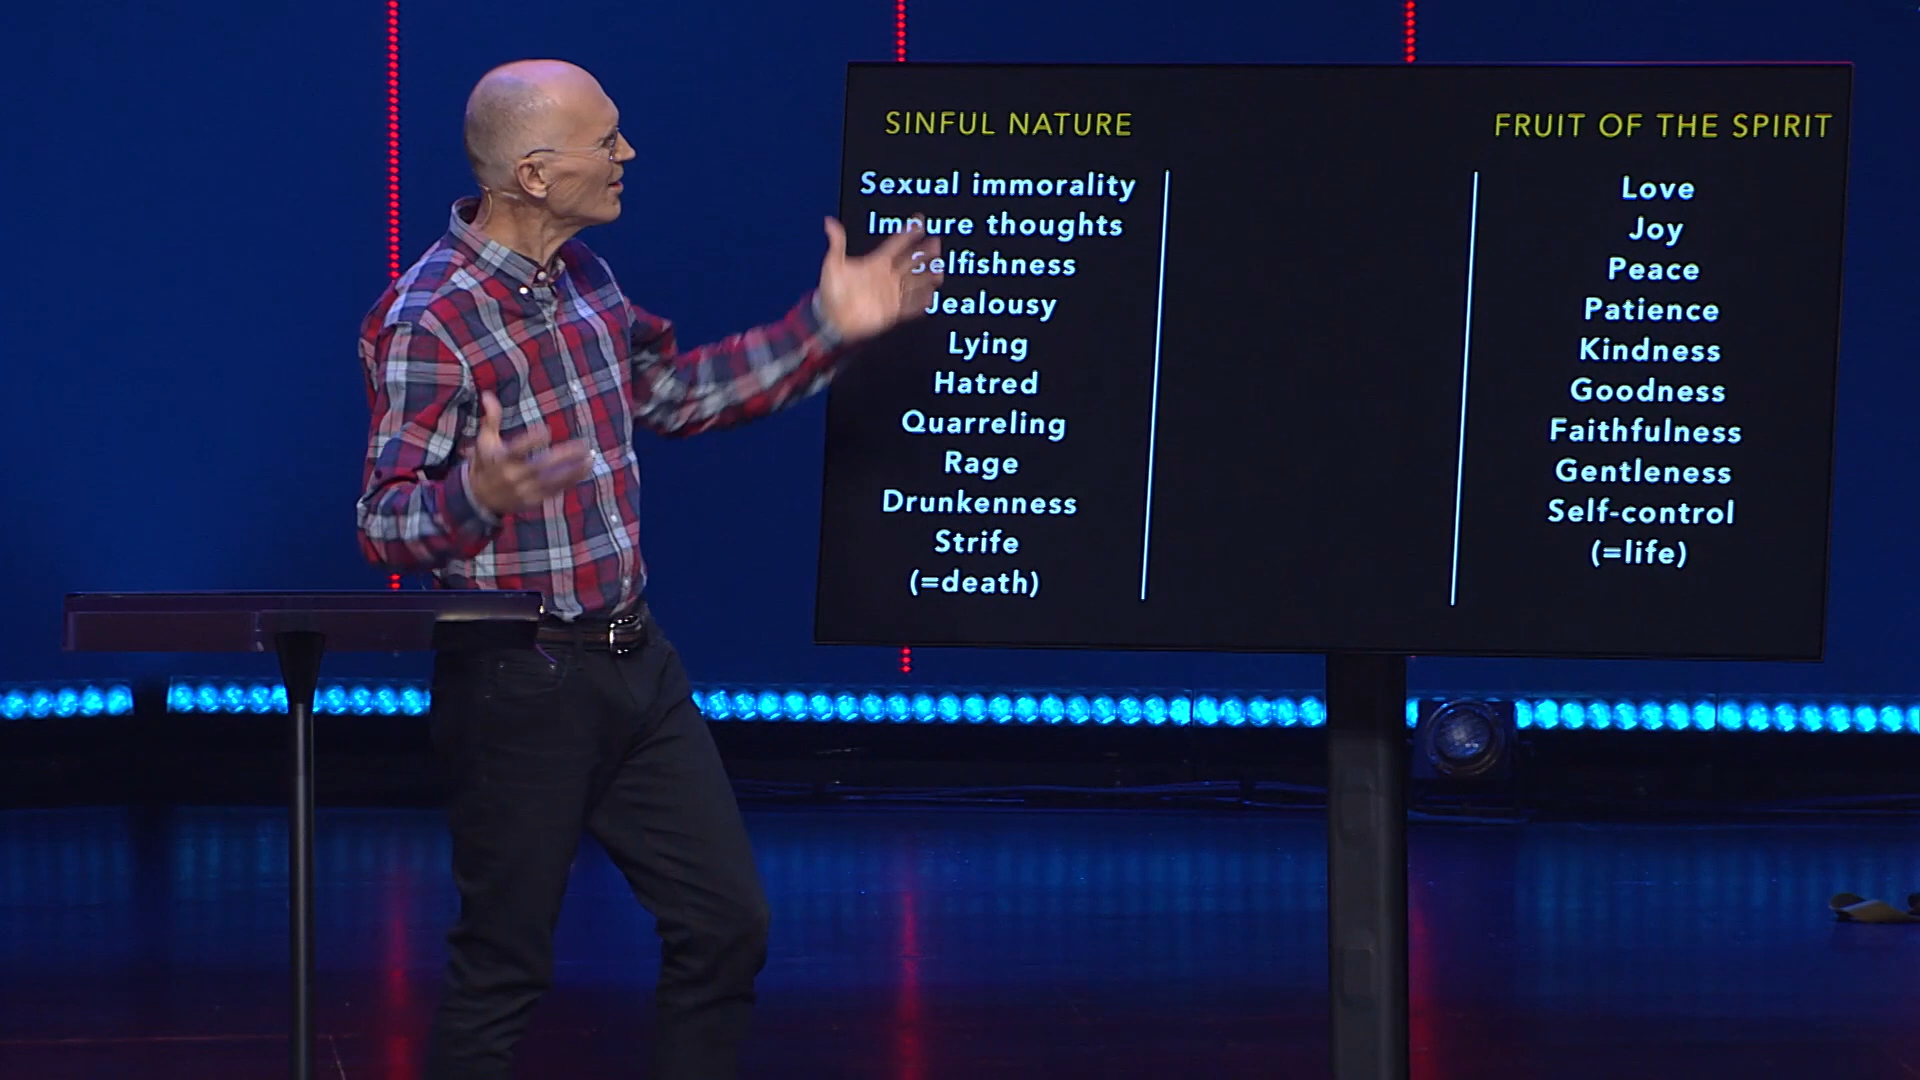 SINFUL NATURE
Sexual immorality
Impure thoughts
Selfishness
Jealousy
Lying
Hatred
Quarreling
Rage
Drunkenness
Strife
(=death)
FRUIT OF THE SPIRIT
Love
Joy
Peace
Patience
Kindness
Goodness
Faithfulness
Gentleness
Self-control
(=life)